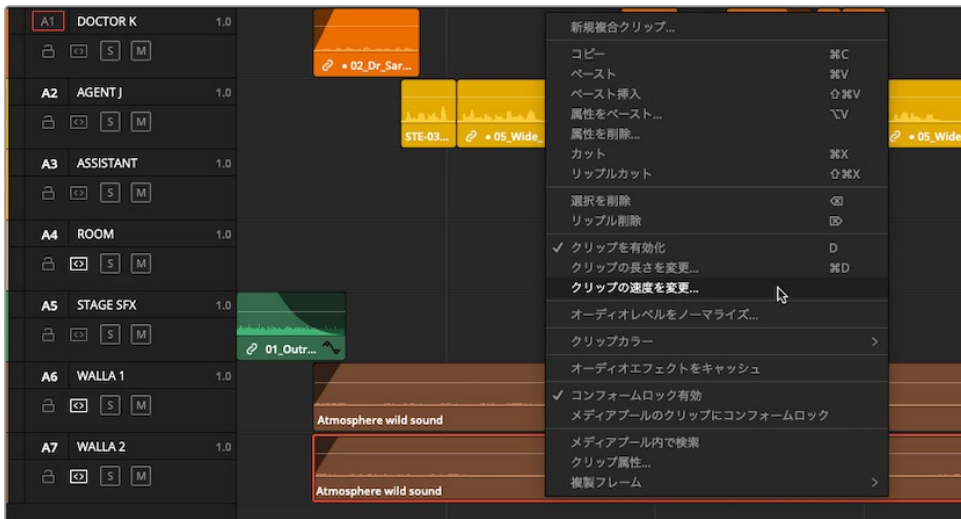 A1 DOCTOR K 1.0
S M
• 02_Dr_Sar...
A2 AGENT J 1.0
S M
STE-03...
• 05_Wide_
• 05_Wide
A3 ASSISTANT 1.0
S M
A4 ROOM 1.0
S M
A5 STAGE SFX 1.0
S M
01_Outr...
A6 WALLA 1 1.0
S M
Atmosphere wild sound
A7 WALLA 2 1.0
S M
Atmosphere wild sound
新規複合クリップ...
コピー ⌘C
ペースト ⌘V
ペースト挿入 ⇧⌘V
属性をペースト... ⌥V
属性を削除...
カット ⌘X
リップルカット ⇧⌘X
選択を削除 ⌫
リップル削除 ⌦
✓ クリップを有効化 D
クリップの長さを変更... ⌘D
クリップの速度を変更...
オーディオレベルをノーマライズ...
クリップカラー >
オーディオエフェクトをキャッシュ
✓ コンフォームロック有効
メディアプールのクリップにコンフォームロック
メディアプール内で検索
クリップ属性...
複製フレーム >